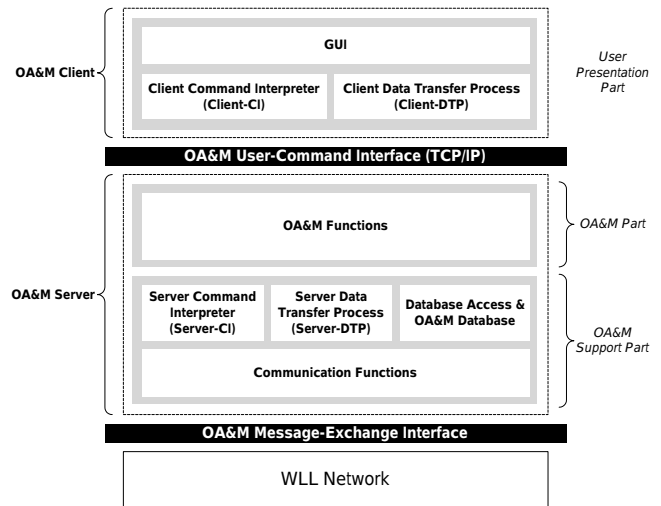 GUI
OA&M Client
Client Command Interpreter
(Client-CI)
Client Data Transfer Process
(Client-DTP)
User
Presentation
Part
OA&M User-Command Interface (TCP/IP)
OA&M Functions
OA&M Part
OA&M Server
Server Command
Interpreter
(Server-CI)
Server Data
Transfer Process
(Server-DTP)
Database Access &
OA&M Database
OA&M
Support Part
Communication Functions
OA&M Message-Exchange Interface
WLL Network